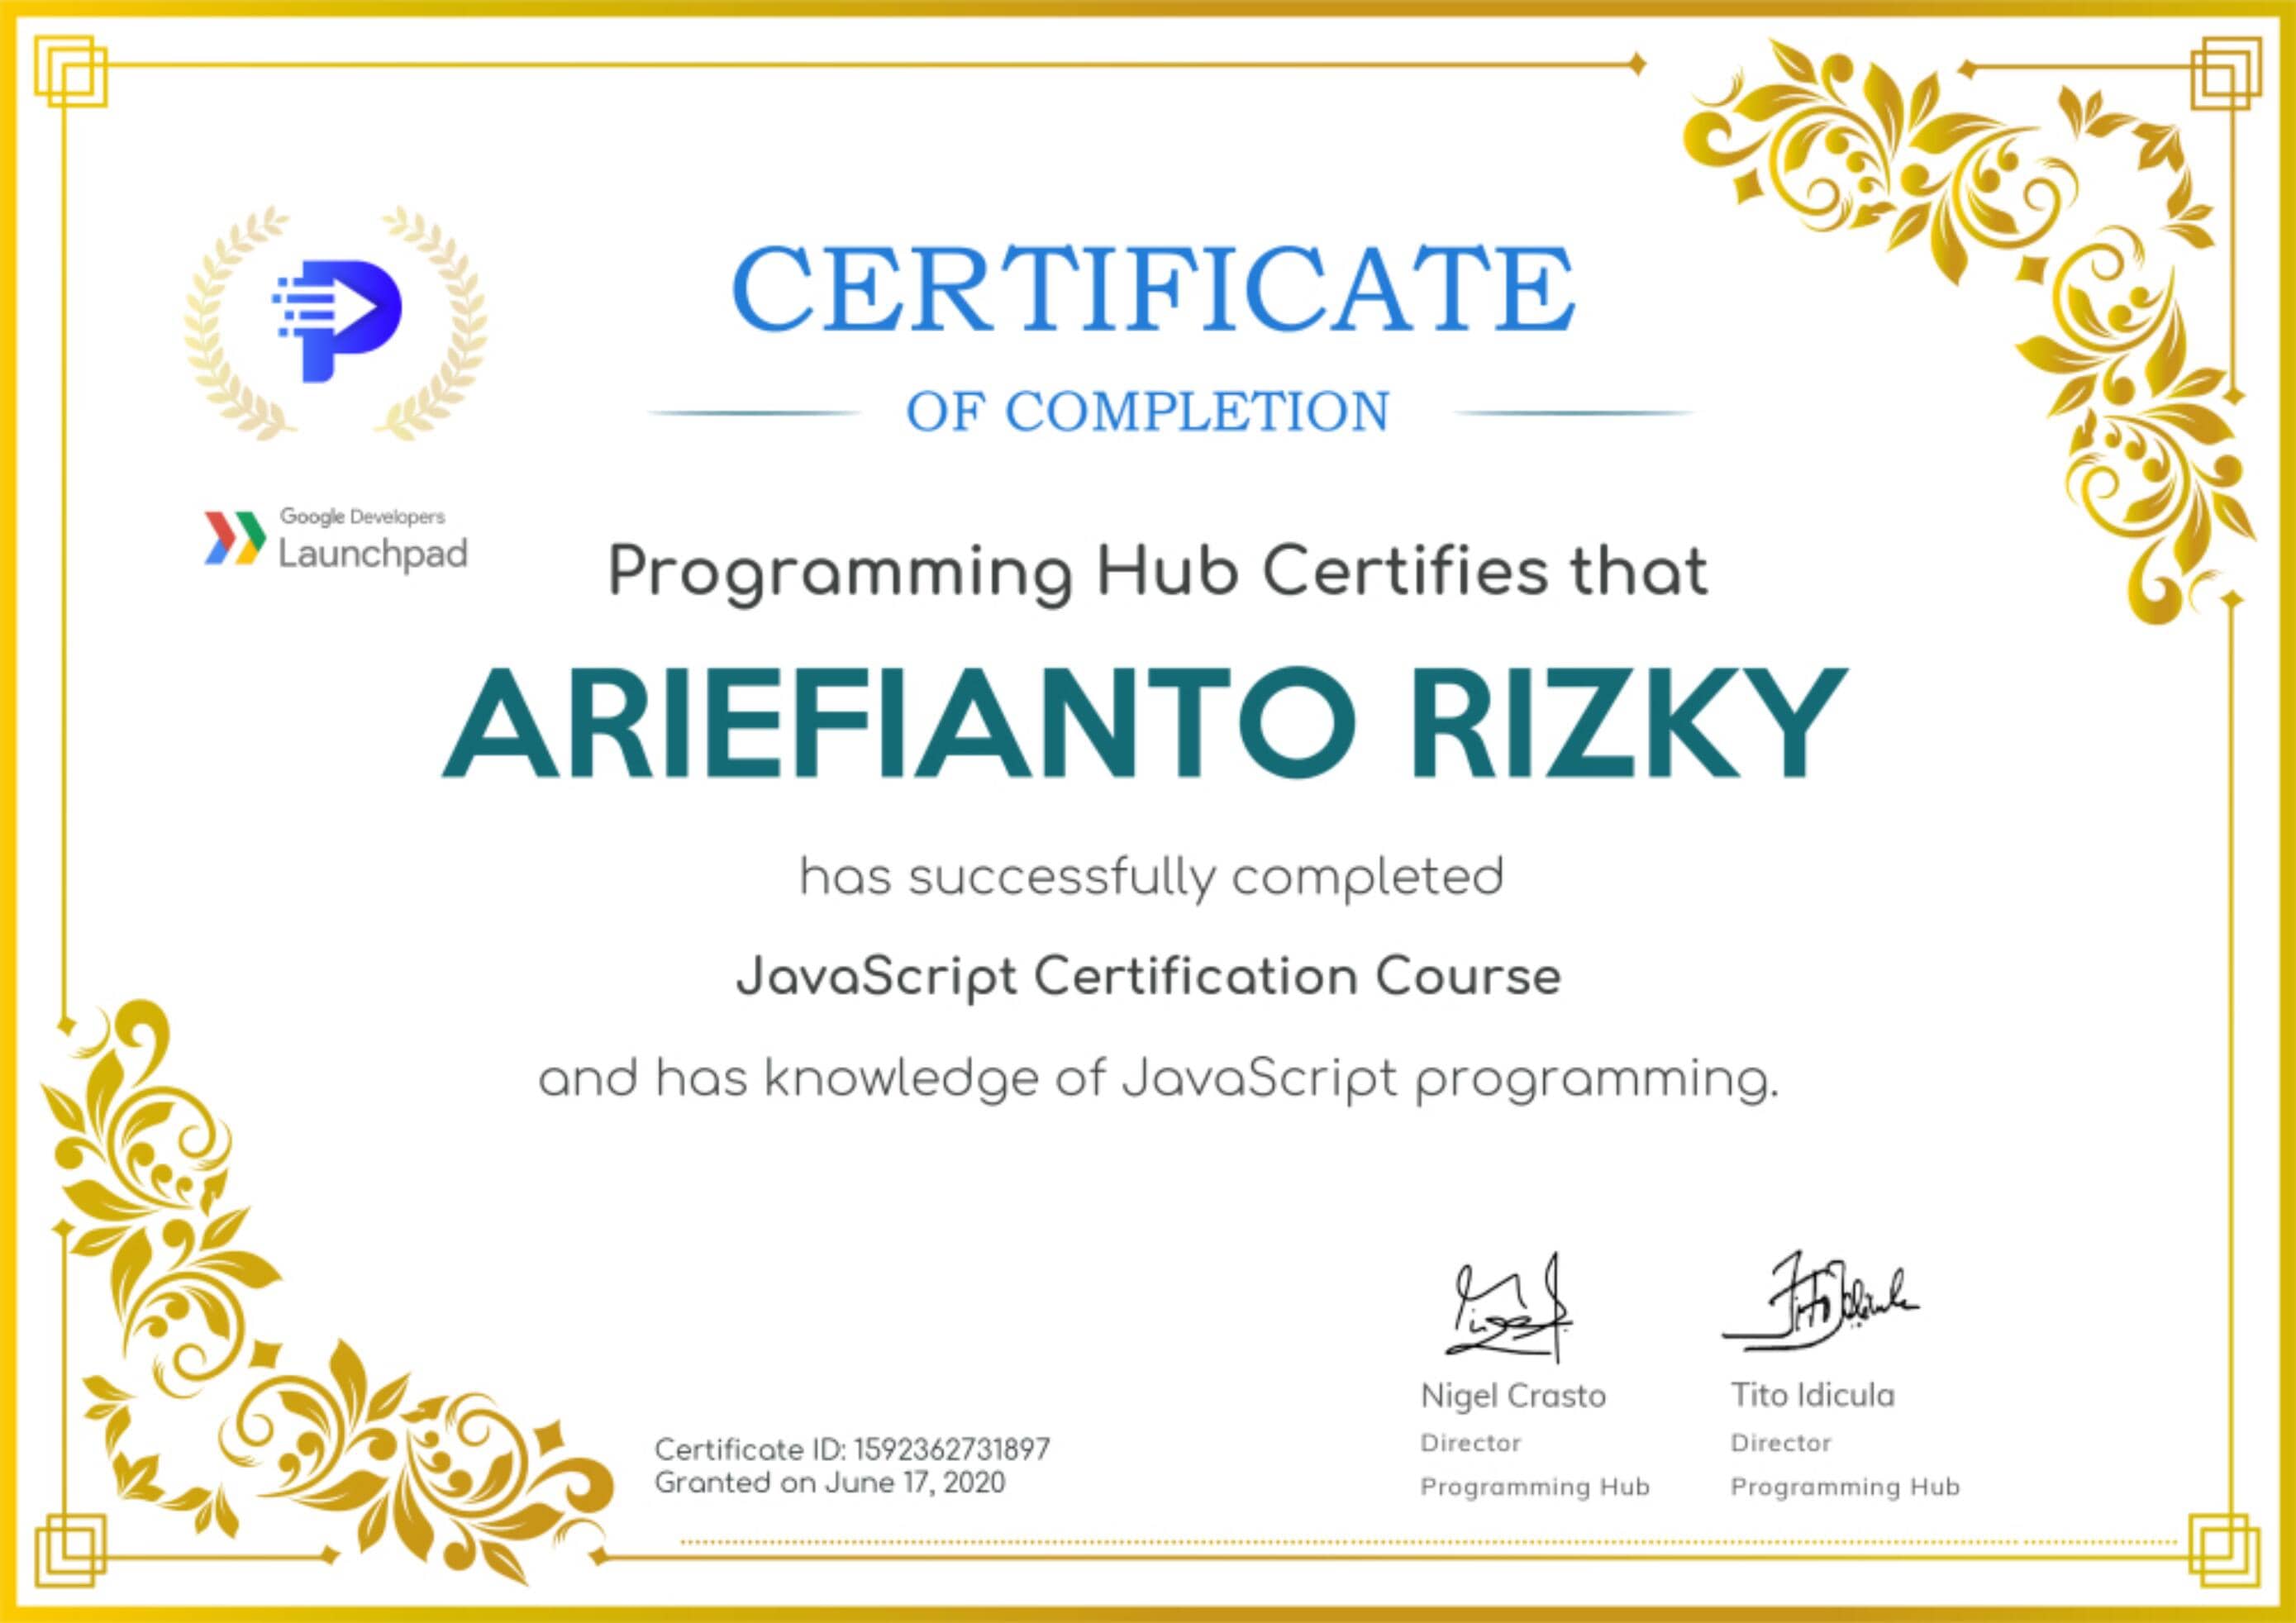 CERTIFICATE
OF COMPLETION
Google Developers
Launchpad
Programming Hub Certifies that
ARIEFIANTO RIZKY
has successfully completed
JavaScript Certification Course
and has knowledge of JavaScript programming.
Nigel Crasto
Director
Programming Hub
Tito Idicula
Director
Programming Hub
Certificate ID: 1592362731897
Granted on June 17, 2020